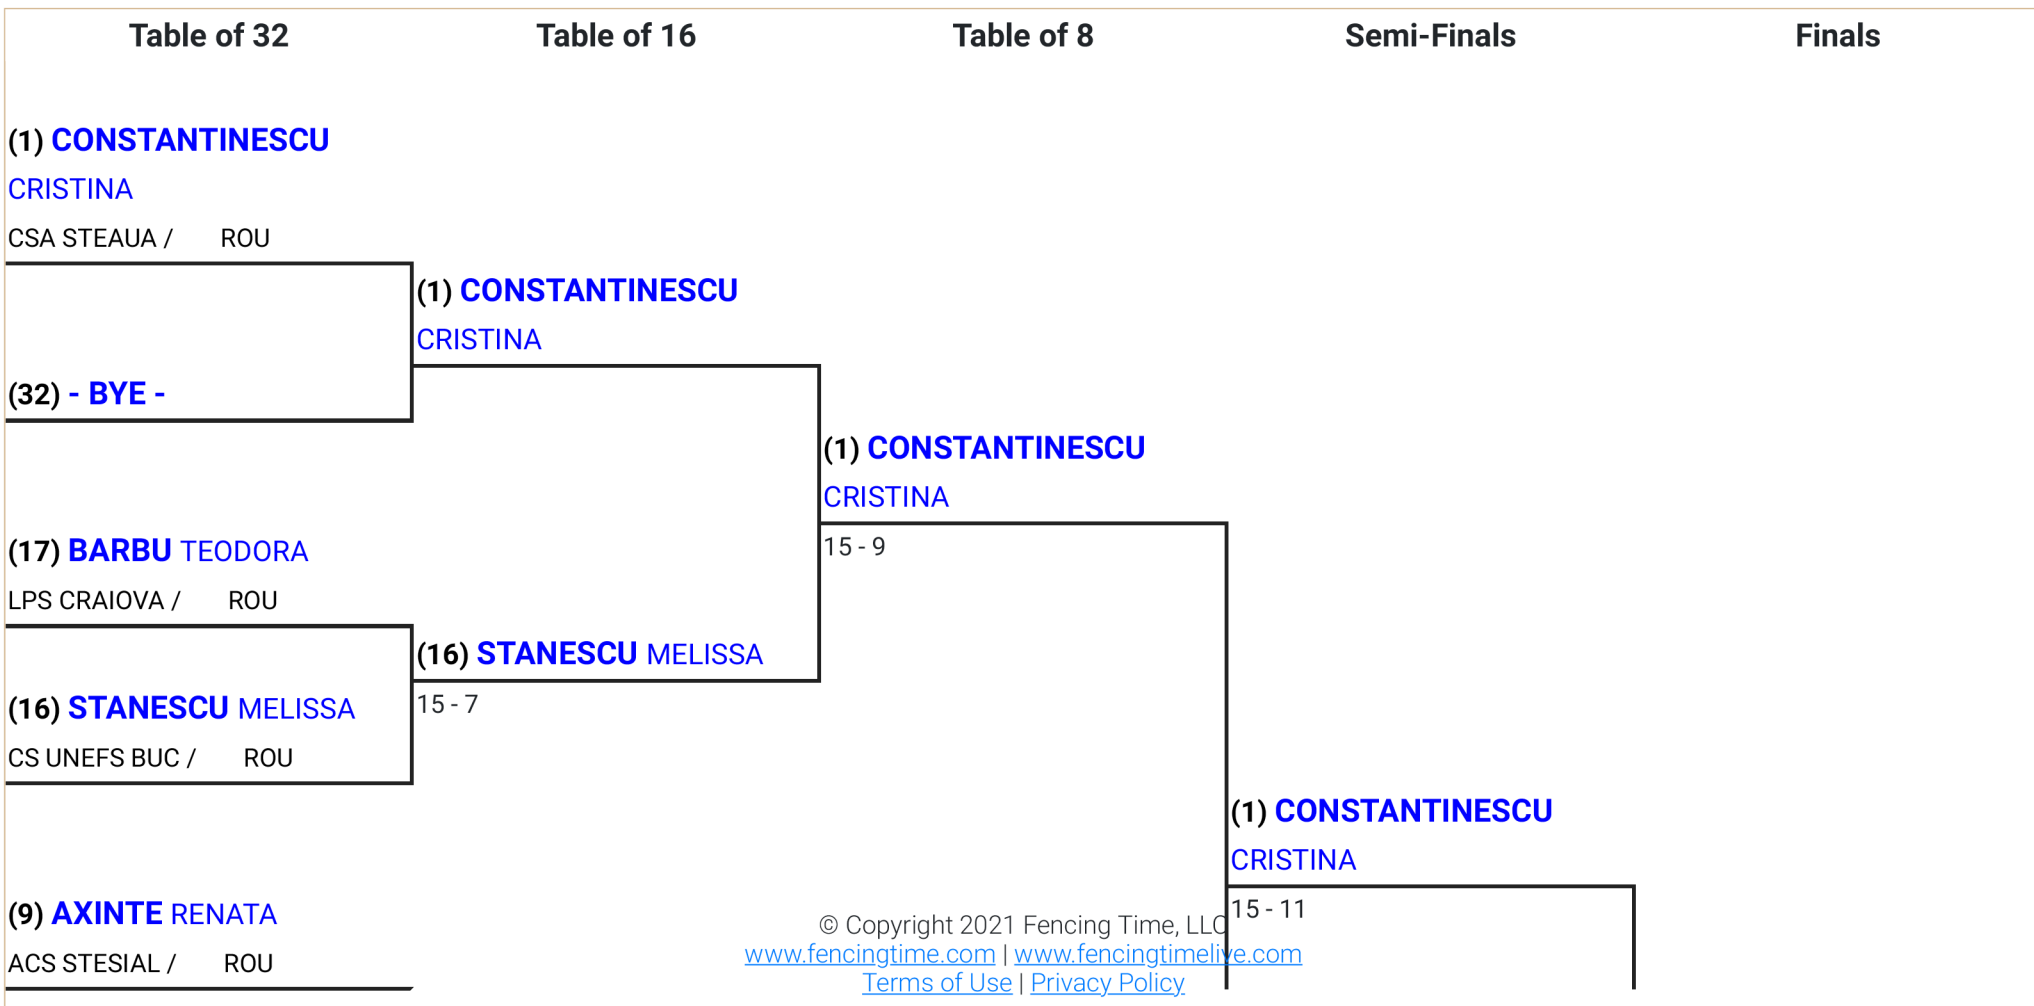 Table of 32 Table of 16 Table of 8 Semi-Finals Finals
(1) CONSTANTINESCU
CRISTINA
CSA STEAUA / ROU
(1) CONSTANTINESCU
CRISTINA
(32) - BYE -
(1) CONSTANTINESCU
CRISTINA
15 - 9
(17) BARBU TEODORA
LPS CRAIOVA / ROU
(16) STANESCU MELISSA
15 - 7
(16) STANESCU MELISSA
CS UNEFS BUC / ROU
(1) CONSTANTINESCU
CRISTINA
15 - 11
(9) AXINTE RENATA
ACS STESIAL / ROU
© Copyright 2021 Fencing Time, LLC
www.fencingtime.com | www.fencingtimelive.com
Terms of Use | Privacy Policy